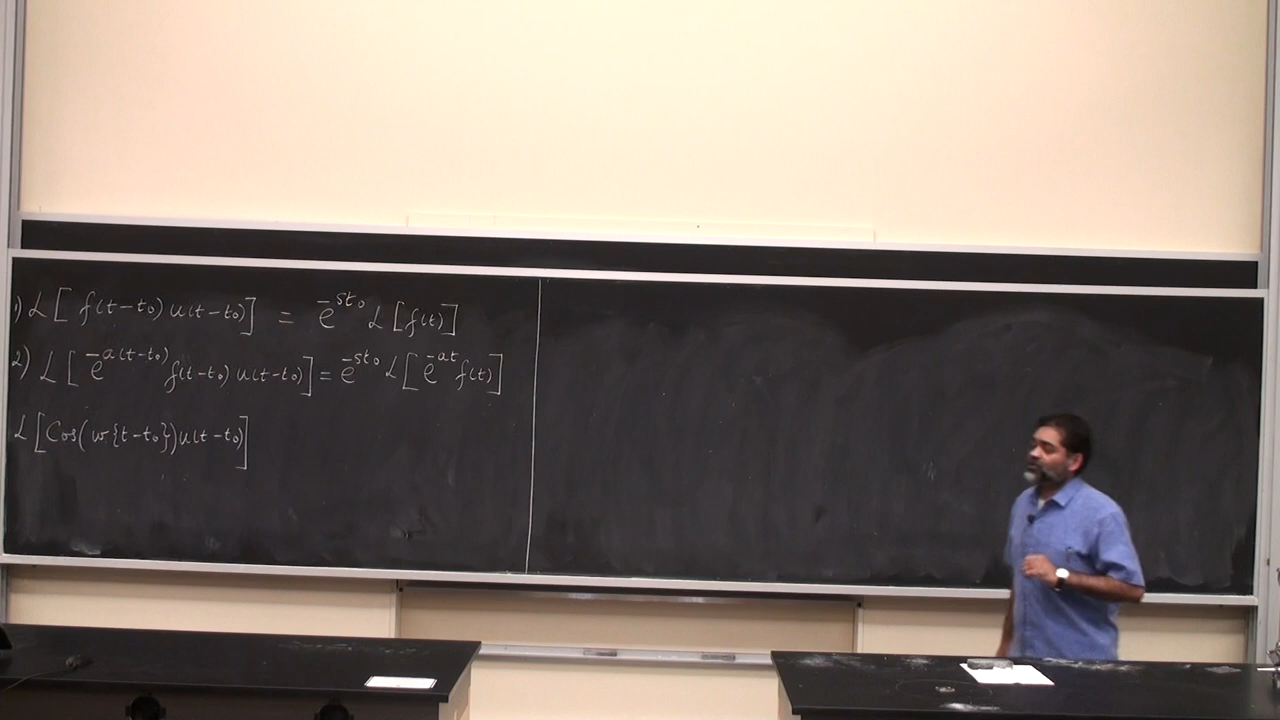 1) ℒ[f(t-t₀)u(t-t₀)] = e^{-st₀} ℒ[f(t)]
2) ℒ[e^{-a(t-t₀)} f(t-t₀) u(t-t₀)] = e^{-st₀} ℒ[e^{-at} f(t)]
ℒ[Cos(w{t-t₀})u(t-t₀)]